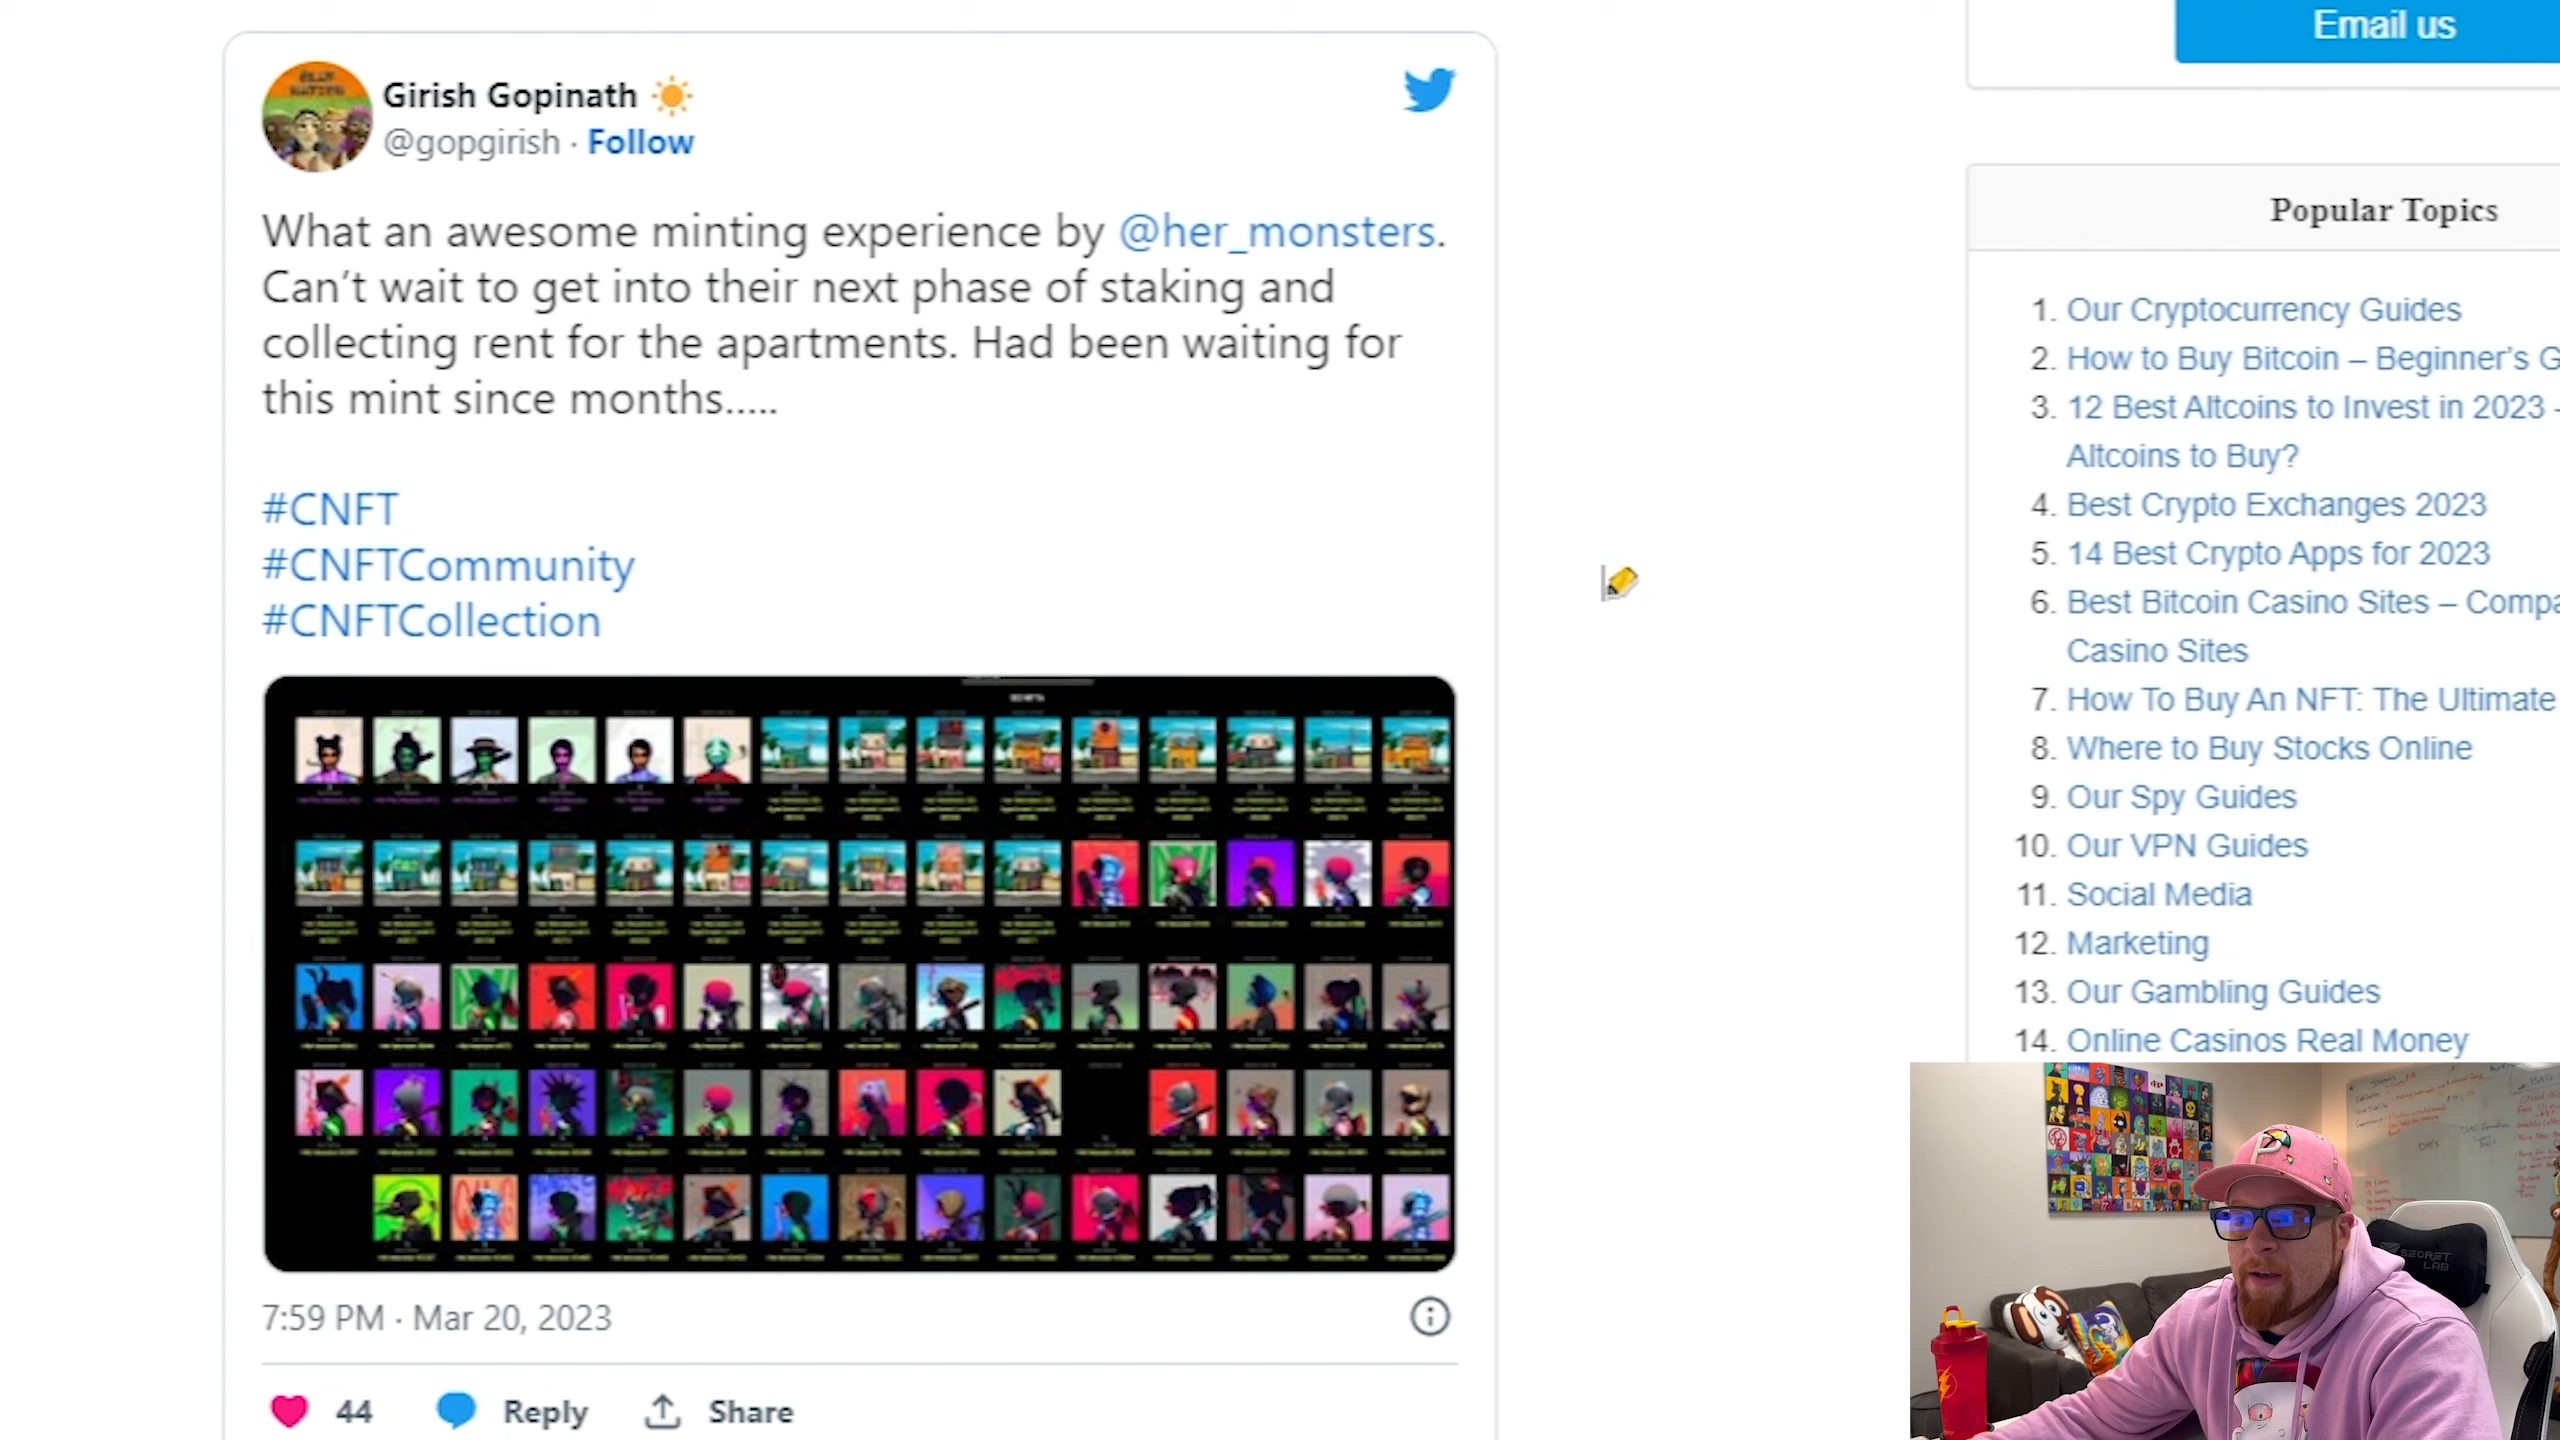 Girish Gopinath
@gopgirish · Follow
What an awesome minting experience by @her_monsters.
Can’t wait to get into their next phase of staking and
collecting rent for the apartments. Had been waiting for
this mint since months.....
#CNFT
#CNFTCommunity
#CNFTCollection
7:59 PM · Mar 20, 2023
44 Reply Share
Email us
Popular Topics
1. Our Cryptocurrency Guides
2. How to Buy Bitcoin – Beginner’s G
3. 12 Best Altcoins to Invest in 2023 -
Altcoins to Buy?
4. Best Crypto Exchanges 2023
5. 14 Best Crypto Apps for 2023
6. Best Bitcoin Casino Sites – Compa
Casino Sites
7. How To Buy An NFT: The Ultimate
8. Where to Buy Stocks Online
9. Our Spy Guides
10. Our VPN Guides
11. Social Media
12. Marketing
13. Our Gambling Guides
14. Online Casinos Real Money
SECRET
LAB